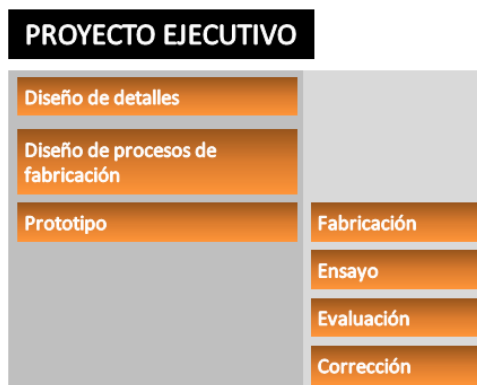 PROYECTO EJECUTIVO
Diseño de detalles
Diseño de procesos de
fabricación
Prototipo
Fabricación
Ensayo
Evaluación
Corrección